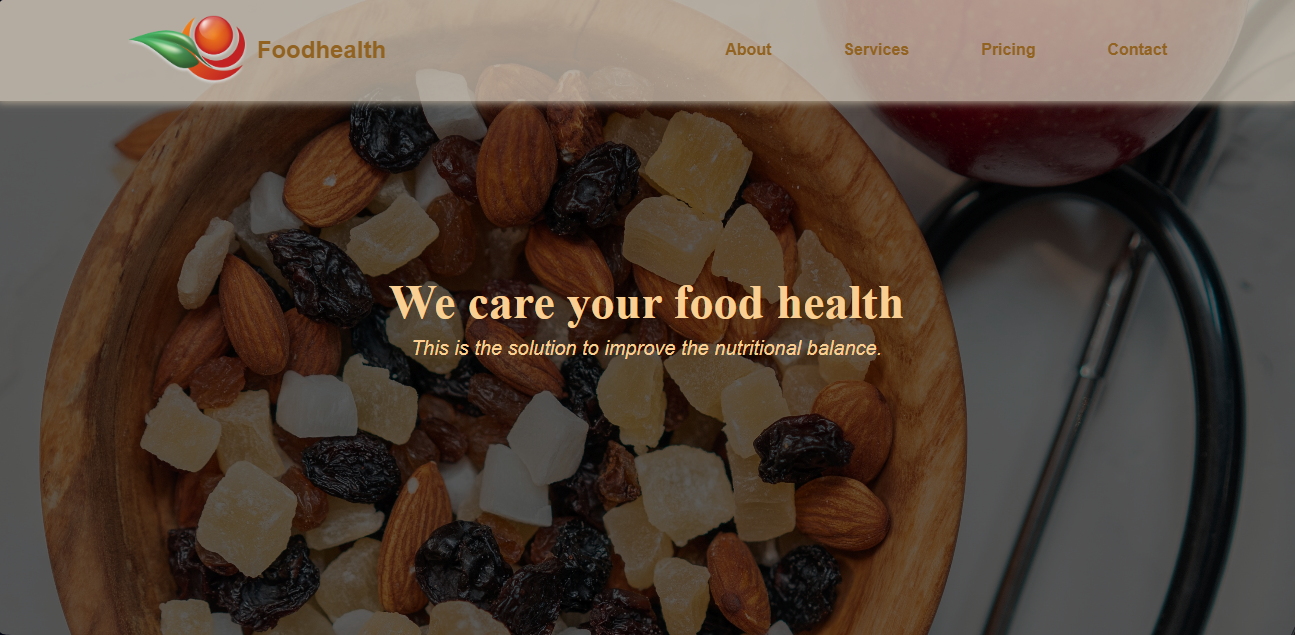 Foodhealth
About
Services
Pricing
Contact
We care your food health
This is the solution to improve the nutritional balance.